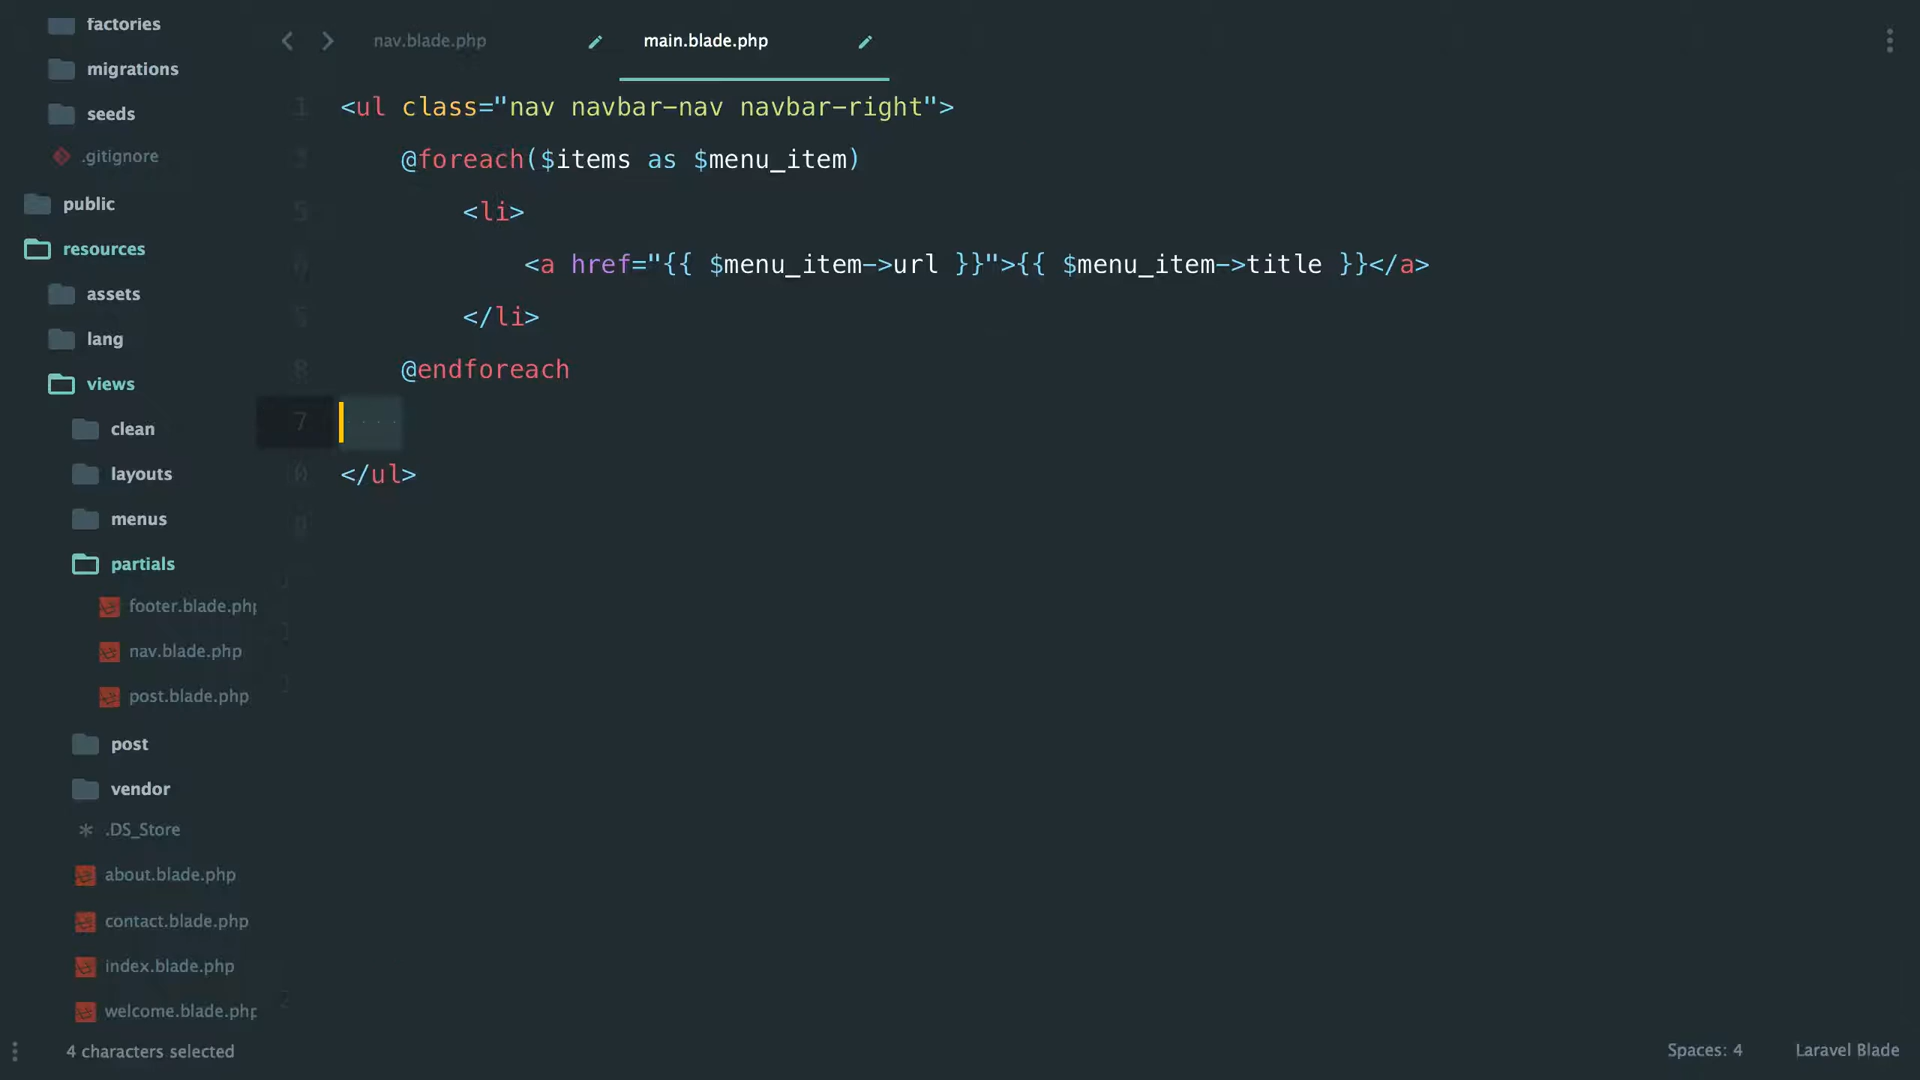 factories
migrations
seeds
.gitignore
public
resources
assets
lang
views
clean
layouts
menus
partials
footer.blade.php
nav.blade.php
post.blade.php
post
vendor
.DS_Store
about.blade.php
contact.blade.php
index.blade.php
welcome.blade.php
nav.blade.php
main.blade.php
1 <ul class="nav navbar-nav navbar-right">
@foreach($items as $menu_item)
<li>
<a href="{{ $menu_item->url }}">{{ $menu_item->title }}</a>
</li>
@endforeach
7
</ul>
4 characters selected
Spaces: 4
Laravel Blade